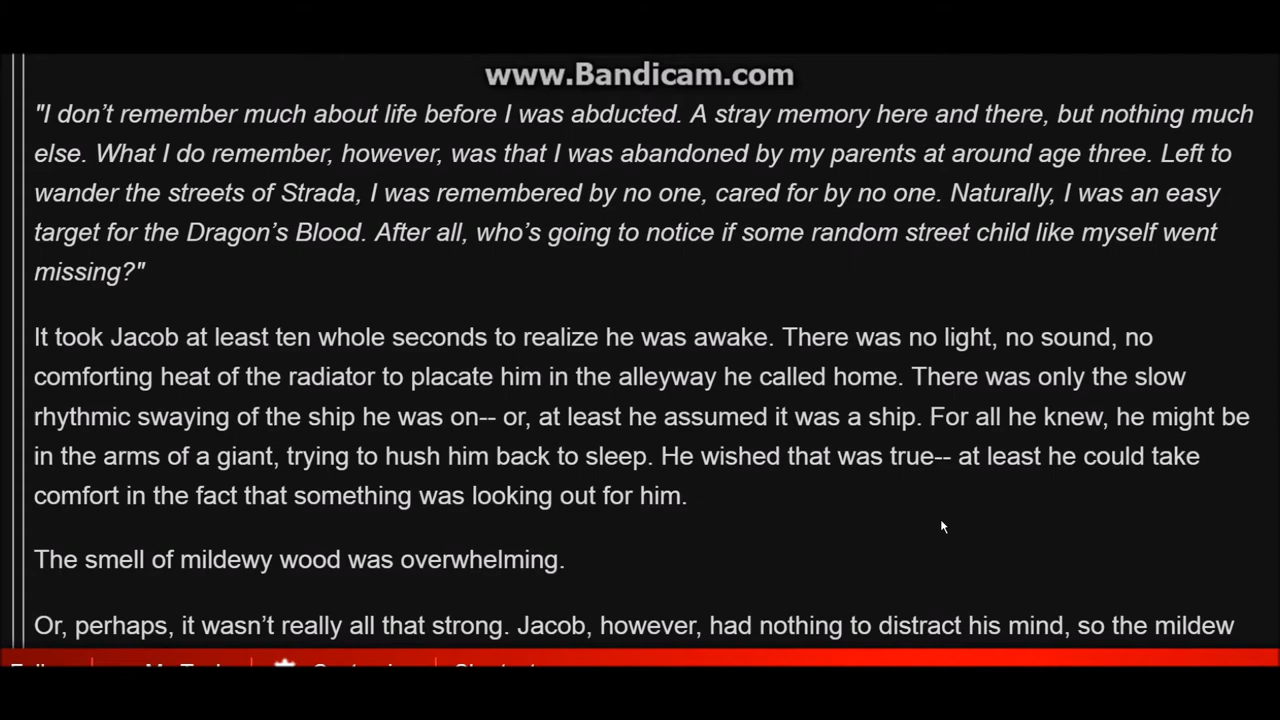 www.Bandicam.com
"I don’t remember much about life before I was abducted. A stray memory here and there, but nothing much
else. What I do remember, however, was that I was abandoned by my parents at around age three. Left to
wander the streets of Strada, I was remembered by no one, cared for by no one. Naturally, I was an easy
target for the Dragon’s Blood. After all, who’s going to notice if some random street child like myself went
missing?"
It took Jacob at least ten whole seconds to realize he was awake. There was no light, no sound, no
comforting heat of the radiator to placate him in the alleyway he called home. There was only the slow
rhythmic swaying of the ship he was on-- or, at least he assumed it was a ship. For all he knew, he might be
in the arms of a giant, trying to hush him back to sleep. He wished that was true-- at least he could take
comfort in the fact that something was looking out for him.
The smell of mildewy wood was overwhelming.
Or, perhaps, it wasn’t really all that strong. Jacob, however, had nothing to distract his mind, so the mildew